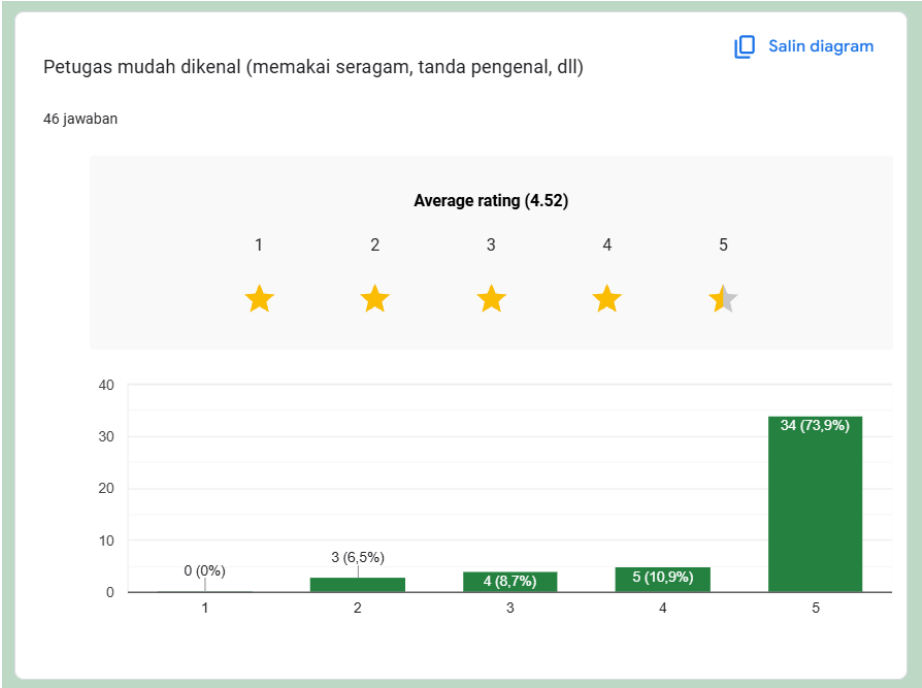 Salin diagram
Petugas mudah dikenal (memakai seragam, tanda pengenal, dll)
46 jawaban
Average rating (4.52)
1 2 3 4 5
40
30
20
10
0
0 (0%)
3 (6,5%)
4 (8,7%)
5 (10,9%)
34 (73,9%)
1 2 3 4 5